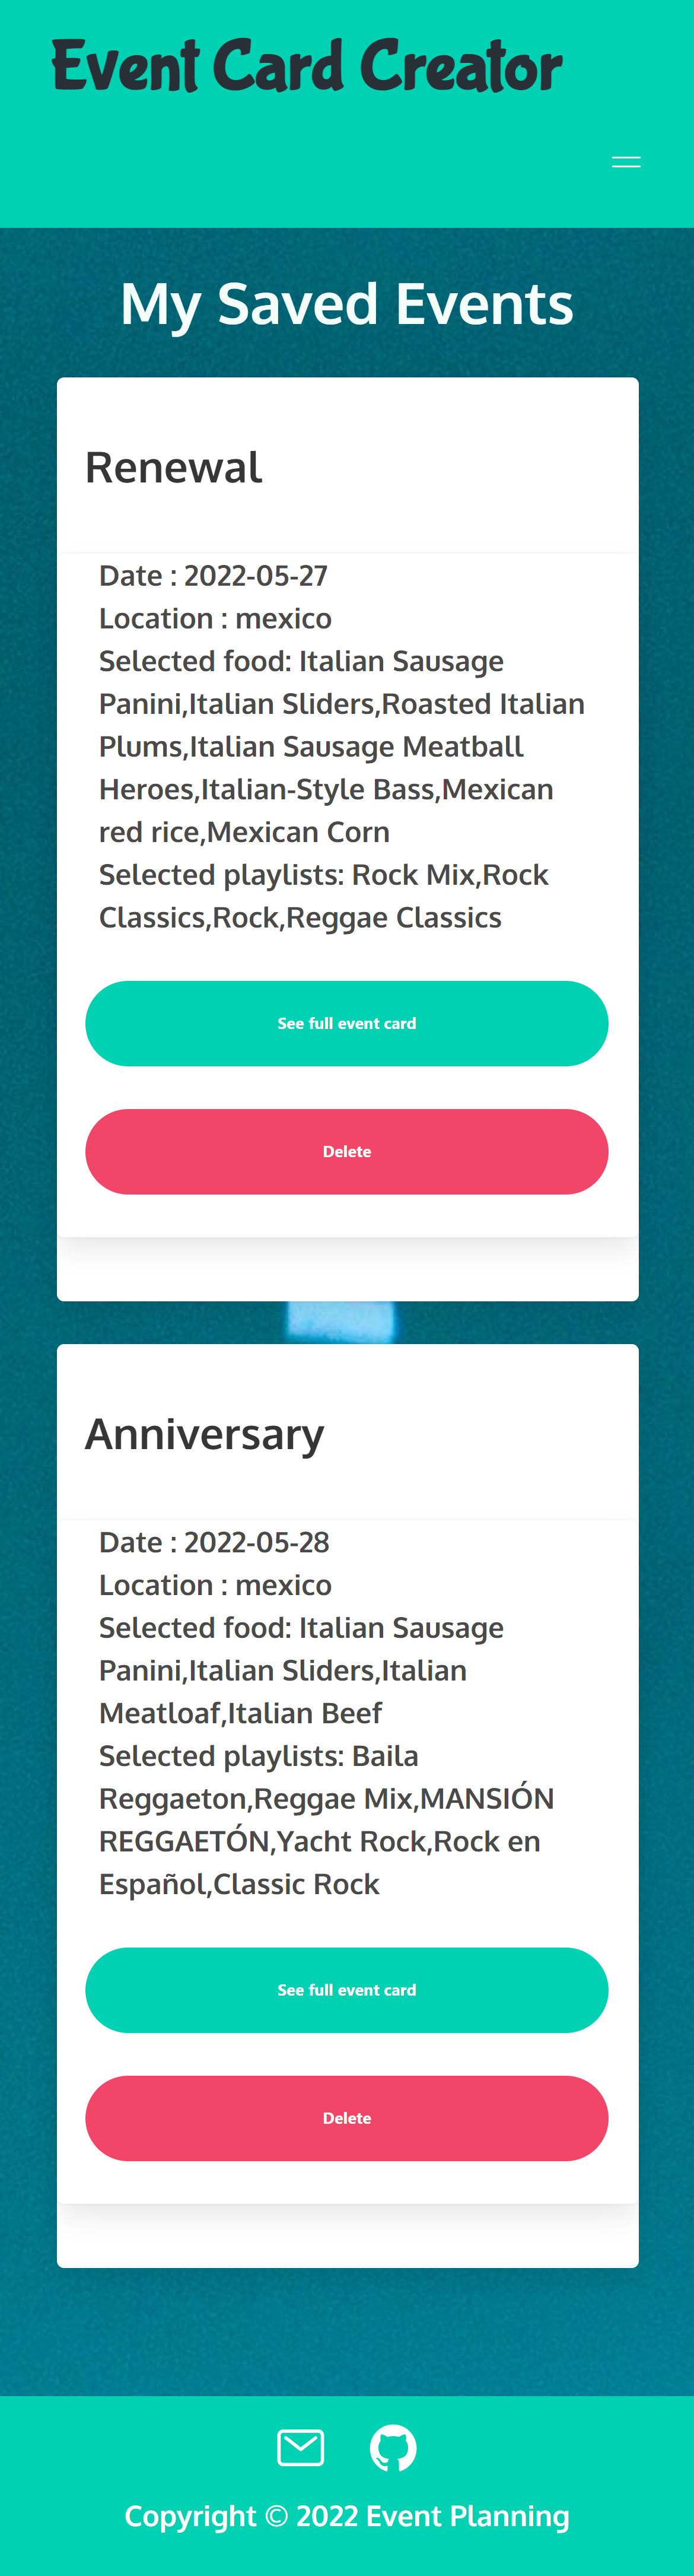 Event Card Creator
My Saved Events
Renewal
Date : 2022-05-27
Location : mexico
Selected food: Italian Sausage
Panini,Italian Sliders,Roasted Italian
Plums,Italian Sausage Meatball
Heroes,Italian-Style Bass,Mexican
red rice,Mexican Corn
Selected playlists: Rock Mix,Rock
Classics,Rock,Reggae Classics
See full event card
Delete
Anniversary
Date : 2022-05-28
Location : mexico
Selected food: Italian Sausage
Panini,Italian Sliders,Italian
Meatloaf,Italian Beef
Selected playlists: Baila
Reggaeton,Reggae Mix,MANSIÓN
REGGAETÓN,Yacht Rock,Rock en
Español,Classic Rock
See full event card
Delete
Copyright © 2022 Event Planning